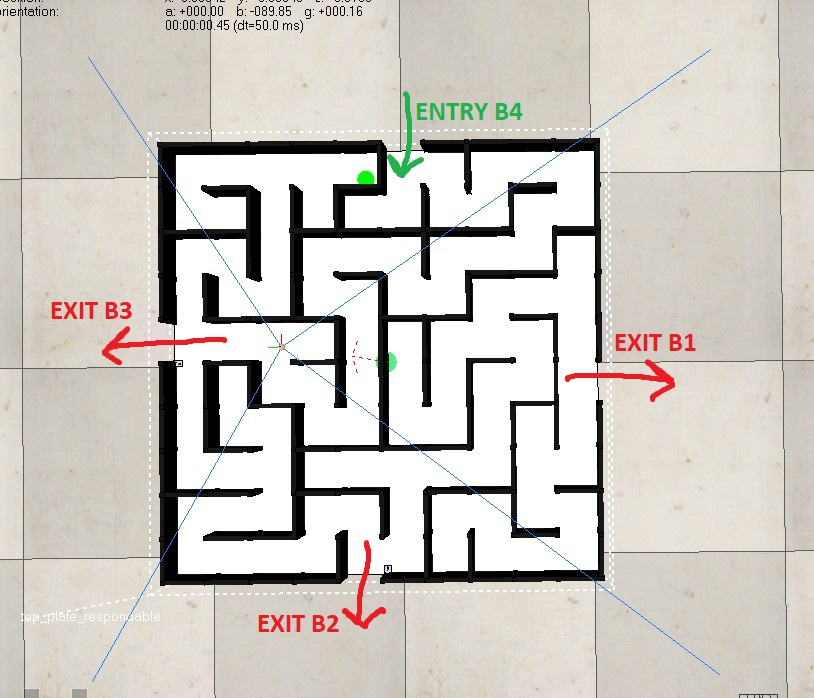 orientation:
a: +000.00 b: -089.85 g: +000.16
00:00:00.45 (dt=50.0 ms)
ENTRY B4
EXIT B3
EXIT B1
EXIT B2
top_plate_respondable